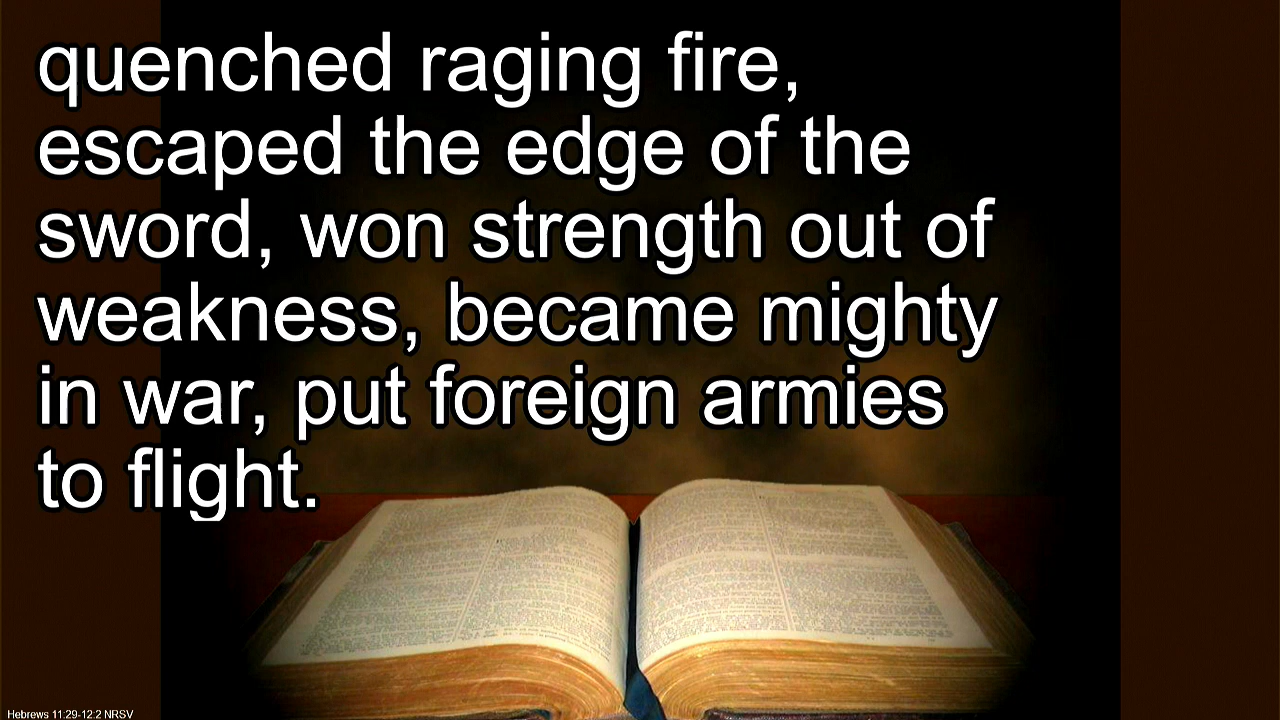 quenched raging fire,
escaped the edge of the
sword, won strength out of
weakness, became mighty
in war, put foreign armies
to flight.
Hebrews 11:29-12:2 NRSV